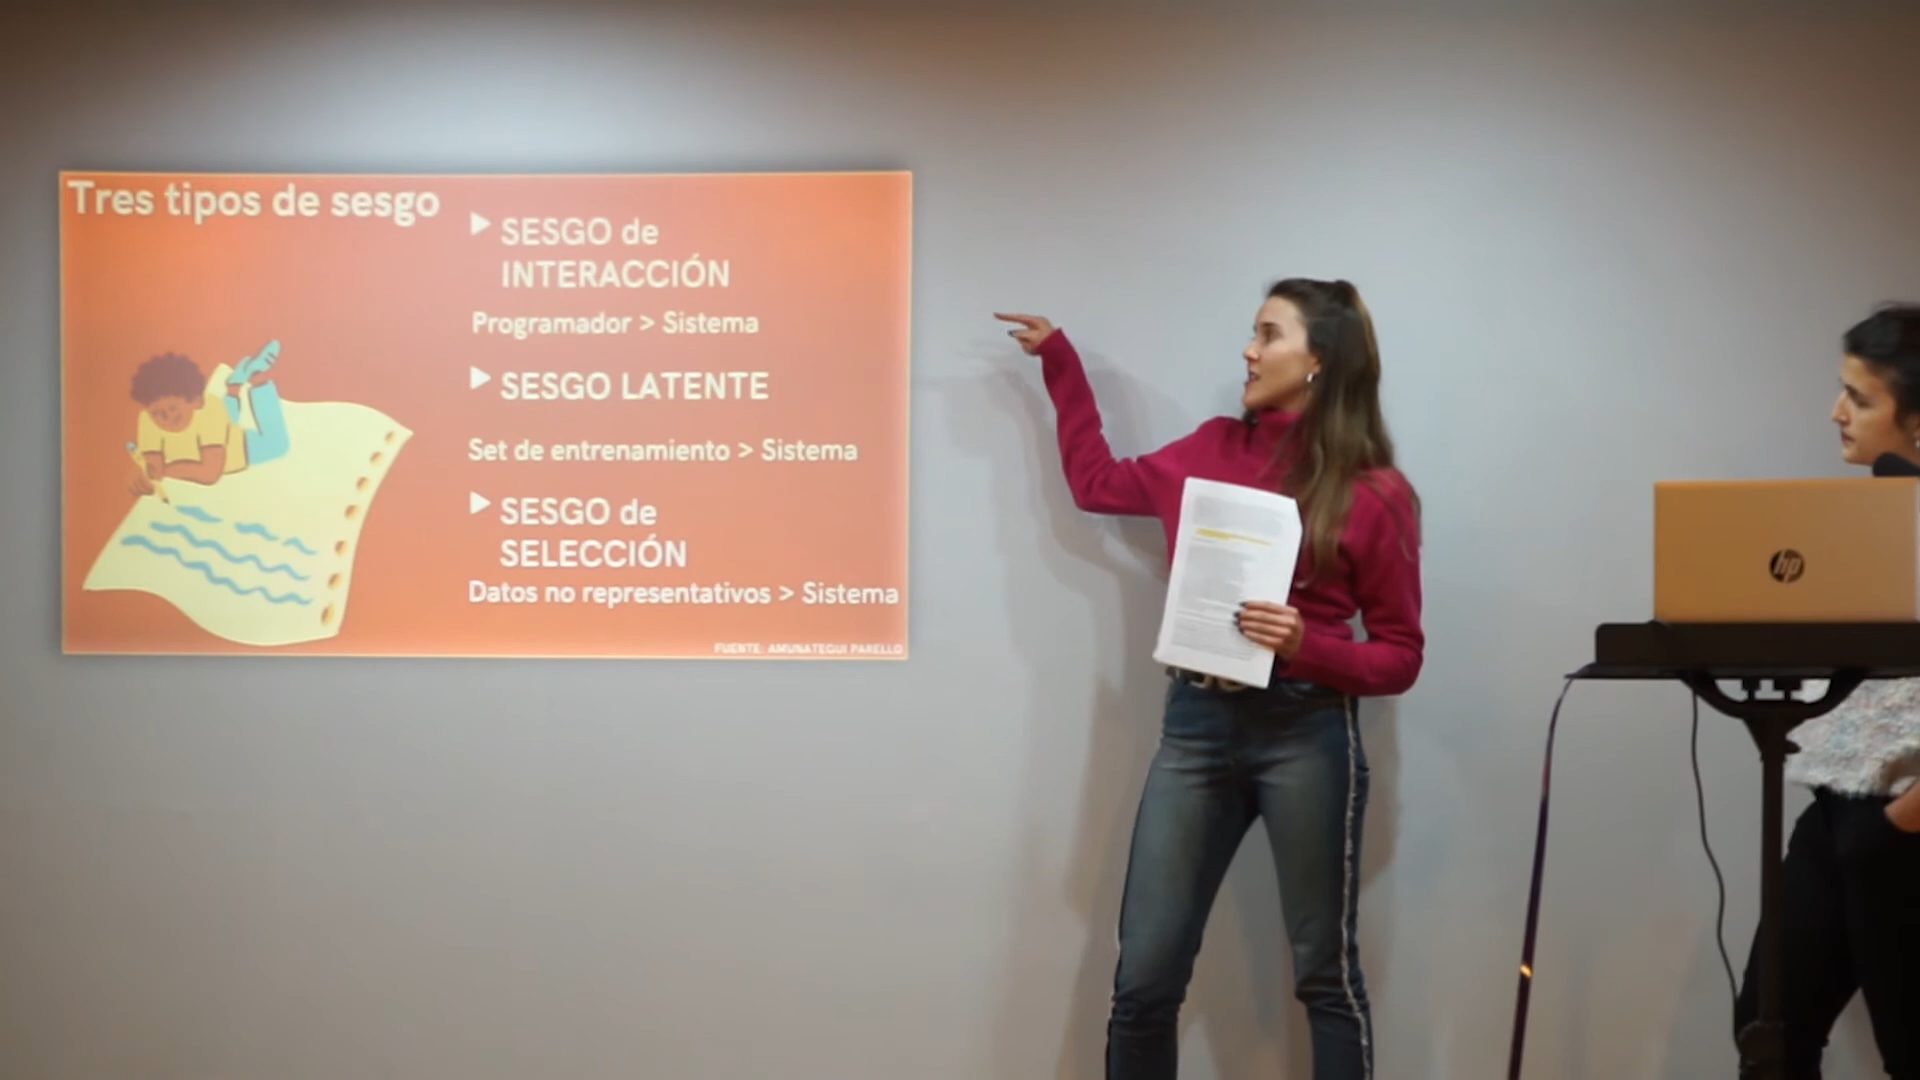 Tres tipos de sesgo
SESGO de
INTERACCIÓN
Programador > Sistema
SESGO LATENTE
Set de entrenamiento > Sistema
SESGO de
SELECCIÓN
Datos no representativos > Sistema
FUENTE: AMUNATEGUI PARELLO
hp